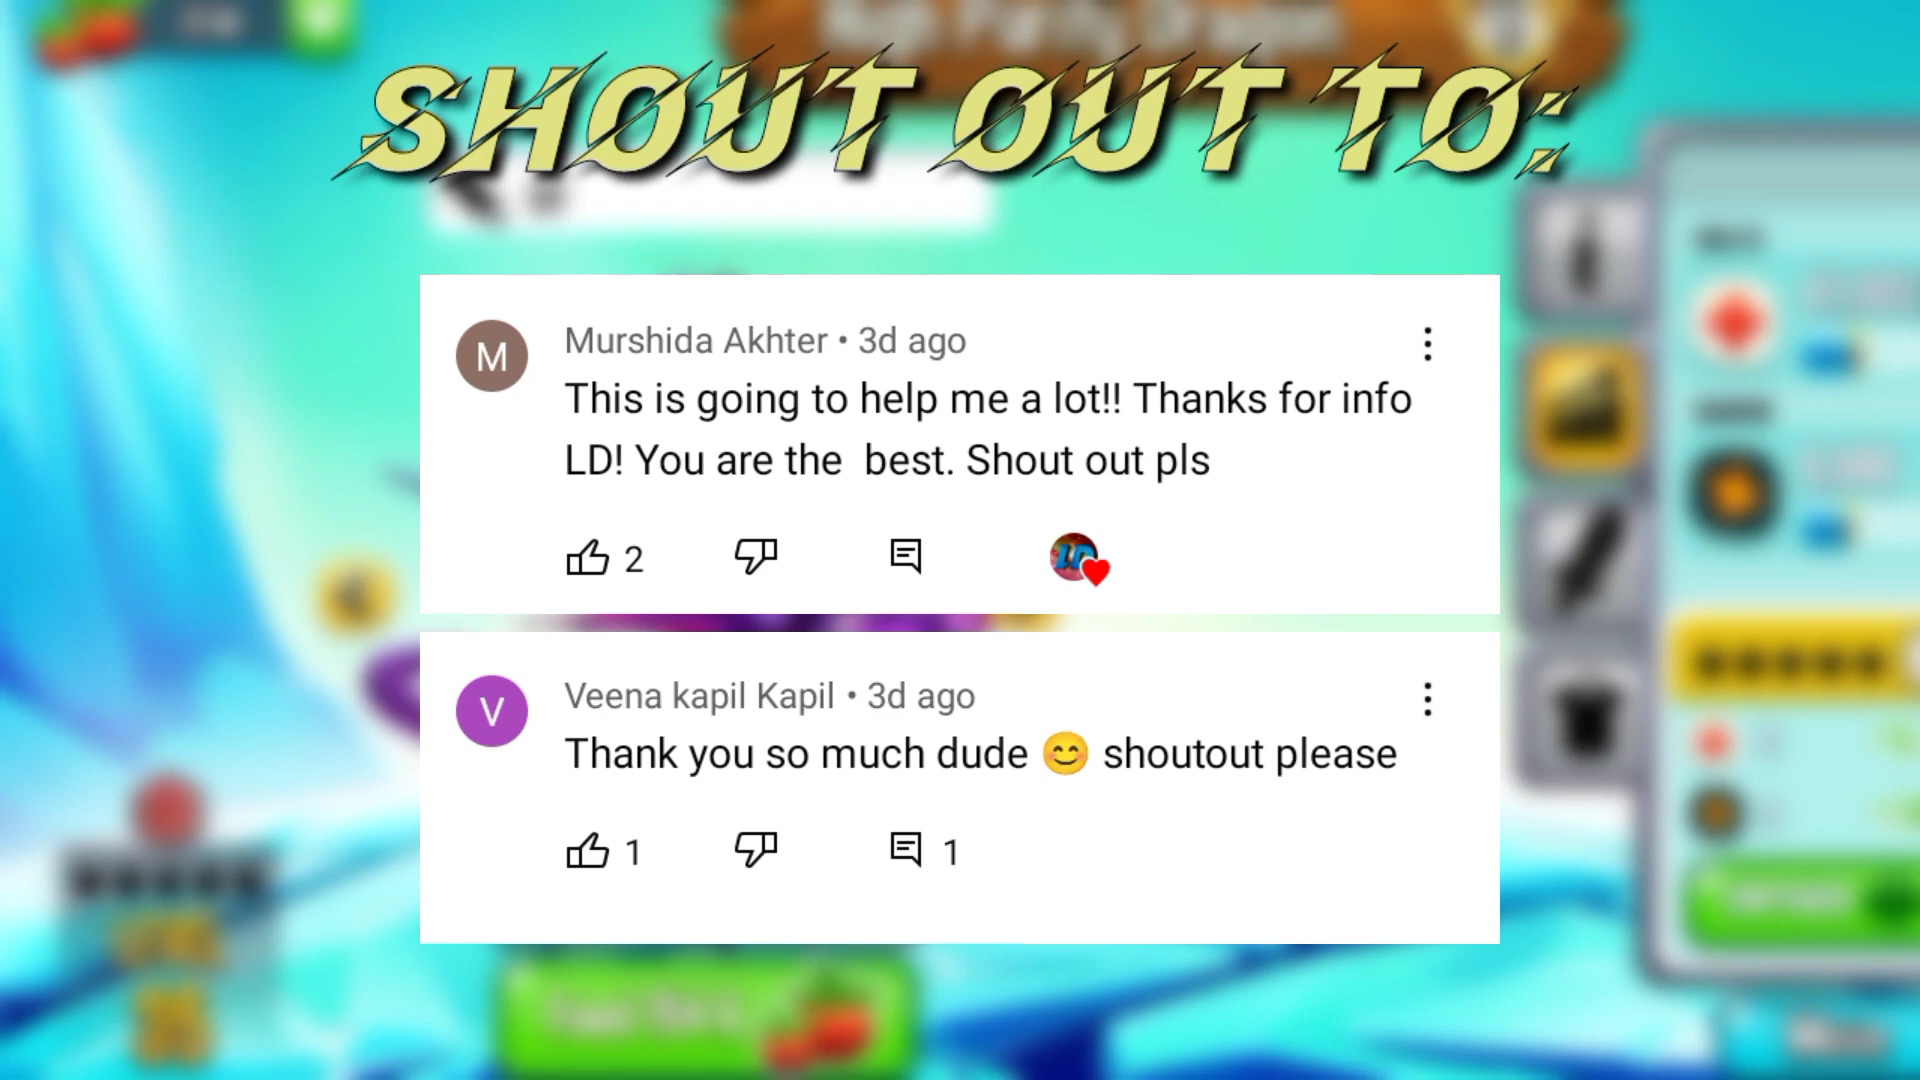 SHOUT OUT TO:
M
Murshida Akhter • 3d ago
This is going to help me a lot!! Thanks for info
LD! You are the  best. Shout out pls
2
LD
V
Veena kapil Kapil • 3d ago
Thank you so much dude 😊 shoutout please
1
1